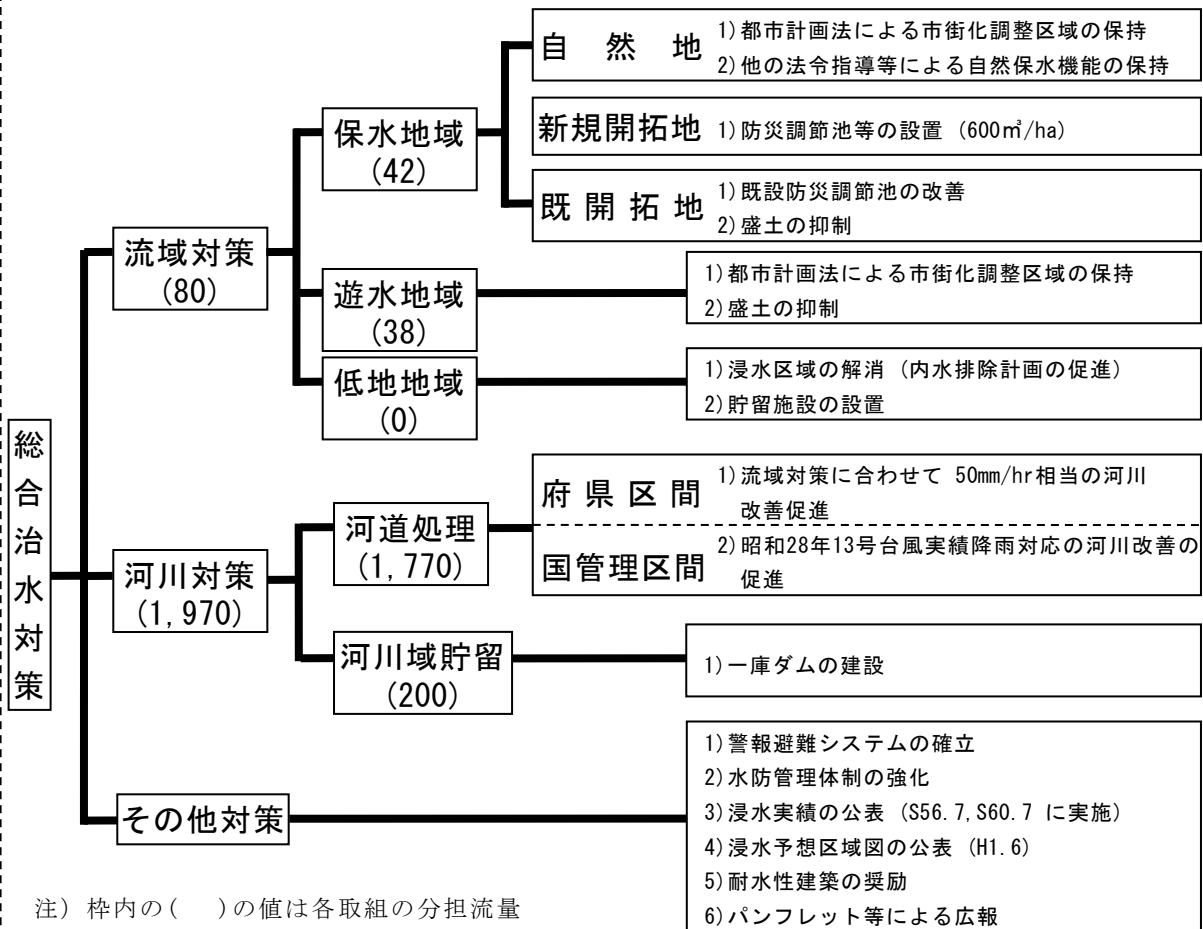 総合治水対策
流域対策
(80)
保水地域
(42)
自然地
1)都市計画法による市街化調整区域の保持
2)他の法令指導等による自然保水機能の保持
新規開拓地
1)防災調節池等の設置 (600㎥/ha)
既開拓地
1)既設防災調節池の改善
2)盛土の抑制
遊水地域
(38)
1)都市計画法による市街化調整区域の保持
2)盛土の抑制
低地地域
(0)
1)浸水区域の解消 (内水排除計画の促進)
2)貯留施設の設置
河川対策
(1,970)
河道処理
(1,770)
府県区間
1)流域対策に合わせて 50mm/hr相当の河川
改善促進
国管理区間
2)昭和28年13号台風実績降雨対応の河川改善の
促進
河川域貯留
(200)
1)一庫ダムの建設
その他対策
1)警報避難システムの確立
2)水防管理体制の強化
3)浸水実績の公表 (S56.7,S60.7 に実施)
4)浸水予想区域図の公表 (H1.6)
5)耐水性建築の奨励
6)パンフレット等による広報
注) 枠内の( )の値は各取組の分担流量